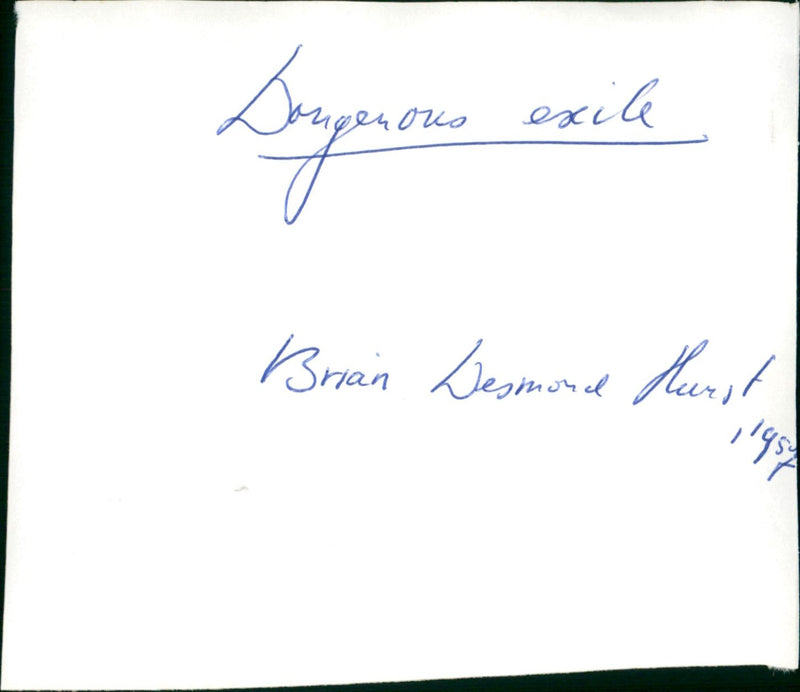 Dangerous exile
Brian Desmond Hurst
, 1957